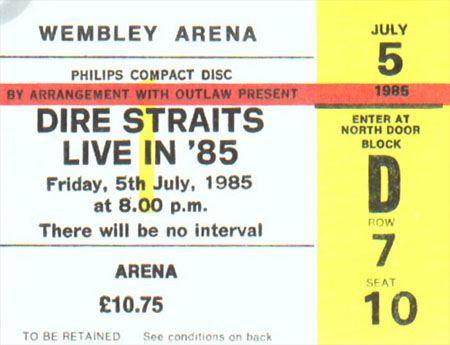 WEMBLEY ARENA
PHILIPS COMPACT DISC
BY ARRANGEMENT WITH OUTLAW PRESENT
DIRE STRAITS
LIVE IN '85
Friday, 5th July, 1985
at 8.00 p.m.
There will be no interval
ARENA
£10.75
TO BE RETAINED See conditions on back
JULY
5
1985
ENTER AT
NORTH DOOR
BLOCK
D
ROW
7
SEAT
10